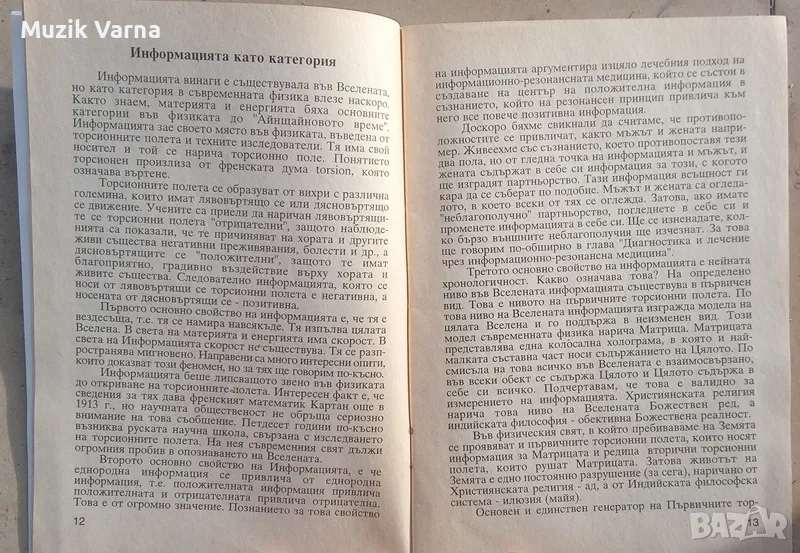 Muzik Varna
Информацията като категория
Информацията винаги е съществувала във Вселената,
но като категория в съвременната физика влезе наскоро.
Както знаем, материята и енергията бяха основните
категории във физиката до "Айнщайновото време".
Информацията зае своето място във физиката, въведена от
торсионните полета и техните изследователи. Тя има свой
носител и той се нарича торсионно поле. Понятието
торсионен произлиза от френската дума torsion, която
означава въртене.
Торсионните полета се образуват от вихри с различна
големина, които имат лявовъртящо се или дясновъртящо
се движение. Учените са приели да наричан лявовъртящи-
те се торсионни полета "отрицателни", защото наблюде-
нията са показали, че те причиняват на хората и другите
живи същества негативни преживявания, болести и др., а
дясновъртящите се "положителни", защото те имат
благоприятно, градивно въздействие върху хората и
живите същества. Следователно информацията, която се
носи от лявовъртящи се торсионни полета е негативна, а
носената от дясновъртящи се - позитивна.
Първото основно свойство на информацията е, че тя е
вездесъща, т.е. тя се намира навсякъде. Тя изпълва цялата
Вселена. В света на материята и енергията има скорост. В
света на Информацията скорост не съществува. Тя се разп-
ространява мигновено. Направени са много интересни опити,
които доказват този феномен, но за тях ще говорим по-късно.
Информацията беше липсващото звено във физиката
до откриване на торсионните полета. Интересен факт е, че
сведения за тях дава френският математик Картан още в
1913 г., но научната общественост не обръща сериозно
внимание на това съобщение. Петдесет години по-късно
възниква руската научна школа, свързана с изследването
на торсионните полета. На нея съвременния свят дължи
огромния пробив в опознаването на Вселената.
Второто основно свойство на Информацията, е че
еднородна информация се привлича от еднородна
информация, т.е. положителната информация привлича
положителната и отрицателната привлича отрицателна.
Това е от огромно значение. Познанието за това свойство
12
на информацията аргументира изцяло лечебния подход на
информационно-резонансната медицина, който се състои в
създаване на център на положителна информация в
съзнанието, който на резонансен принцип привлича към
него все повече позитивна информация.
Доскоро бяхме свикнали да считаме, че противопо-
ложностите се привличат, както мъжът и жената напри-
мер. Живеехме със съзнанието, което противопоставя тези
два пола, но от гледна точка на информацията и мъжът, и
жената съдържат в себе си информация за този, с когото
ще изградят партньорство. Тази информация всъщност ги
кара да се съберат по подобие. Мъжът и жената са огледа-
лото, в което всеки от тях се оглежда. Затова, ако имате
"неблагополучно" партньорство, погледнете в себе си и
променете информацията в себе си. Ще се изненадате, кол-
ко бързо външните неблагополучия ще изчезнат. За това
ще говорим по-обширно в глава "Диагностика и лечение
чрез информационно-резонансна медицина".
Третото основно свойство на информацията е нейната
хронологичност. Какво означава това? На определено
ниво във Вселената информацията съществува в първичен
вид. Това е нивото на първичните торсионни полета. По
това ниво на Вселената информацията изгражда модела на
цялата Вселена и го поддържа в неизменен вид. Този
модел съвременната физика нарича Матрица. Матрицата
представлява една колосална холограма, в която и най-
малката съставна част носи съдържанието на Цялото. По
смисъла на това всичко във Вселената е взаимосвързано,
във всеки обект се съдържа Цялото и Цялото съдържа в
себе си всичко. Подчертавам, че това е валидно за
измерението на информацията. Християнската религия
нарича това ниво на Вселената Божествен ред, а
индийската философия - обективна Божествена реалност.
Във физическия свят, в който пребиваваме на Земята
се проявяват и първичните торсионни полета, които носят
информация за Матрицата и редица вторични торсионни
полета, които рушат Матрицата. Затова животът на
Земята е едно постоянно разрушение (за сега), наричано от
Християнската религия - ад, а от Индийската философска
система - илюзия (майя).
Основен и единствен генератор на Първичните тор-
13
BAZAR